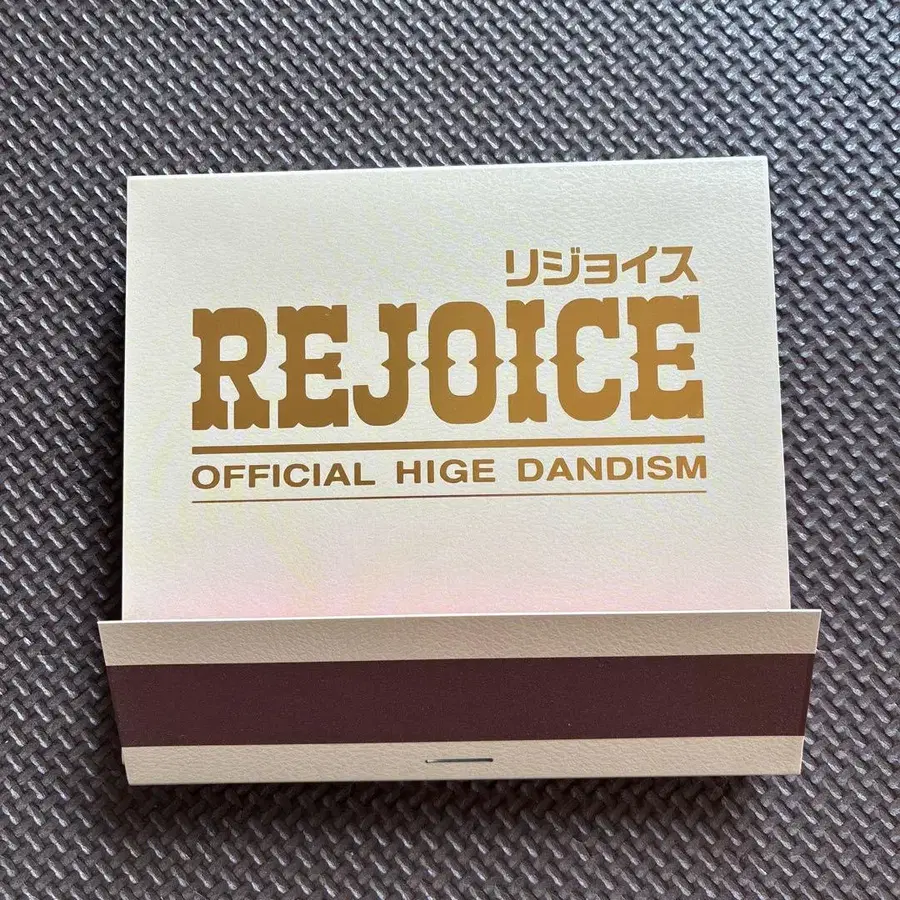 リジョイス
REJOICE
OFFICIAL HIGE DANDISM